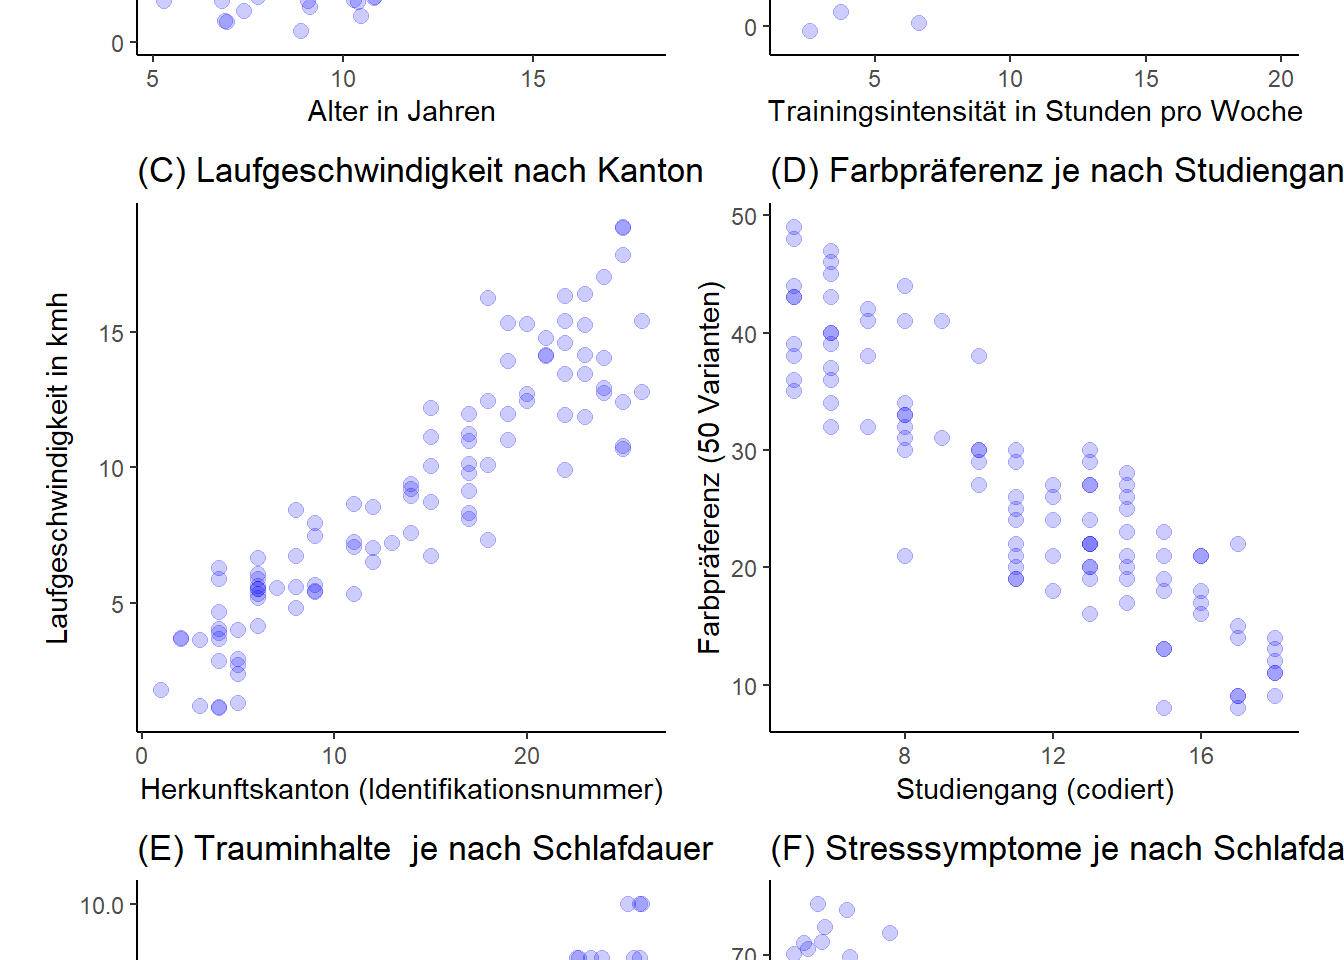 0
5 10 15
Alter in Jahren
0
5 10 15 20
Trainingsintensität in Stunden pro Woche
(C) Laufgeschwindigkeit nach Kanton
Laufgeschwindigkeit in kmh
15
10
5
0 10 20
Herkunftskanton (Identifikationsnummer)
(D) Farbpräferenz je nach Studiengan
Farbpräferenz (50 Varianten)
50
40
30
20
10
8 12 16
Studiengang (codiert)
(E) Trauminhalte  je nach Schlafdauer
10.0
(F) Stresssymptome je nach Schlafda
70